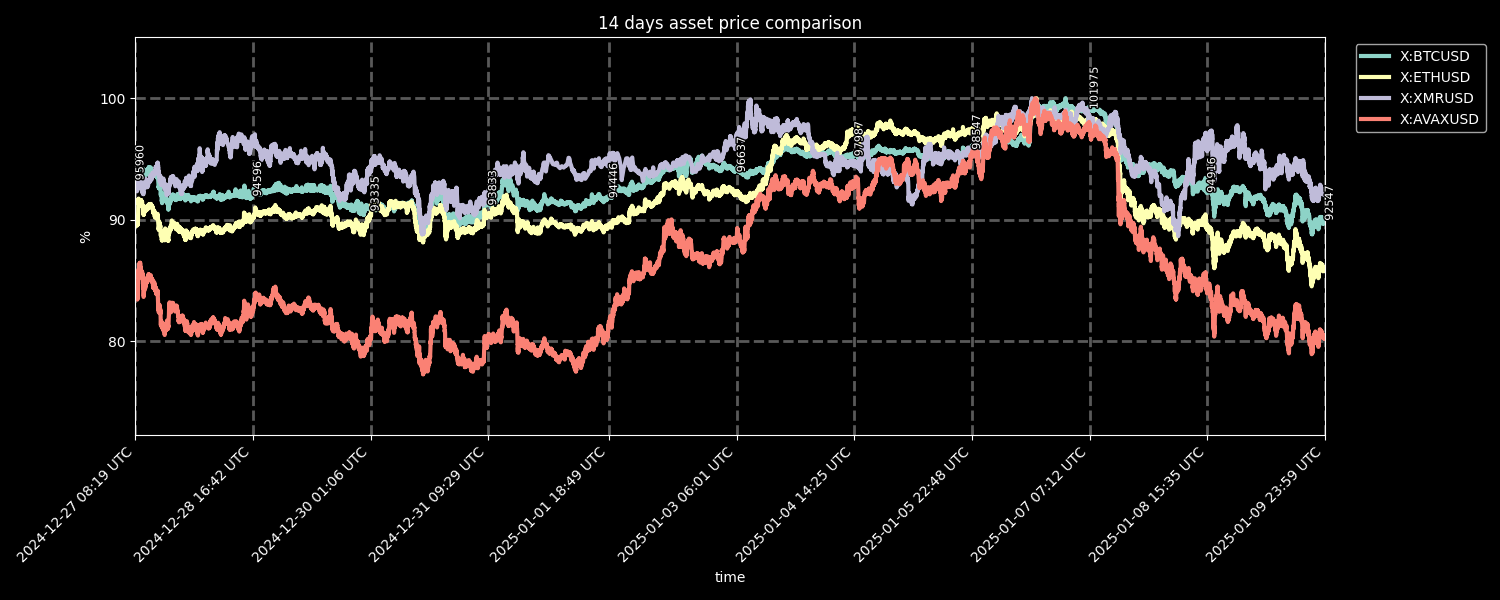 14 days asset price comparison
X:BTCUSD
X:ETHUSD
X:XMRUSD
X:AVAXUSD
100
90
80
%
95960
94596
93335
93833
94446
96637
97987
98547
101975
94916
92547
2024-12-27 08:19 UTC
2024-12-28 16:42 UTC
2024-12-30 01:06 UTC
2024-12-31 09:29 UTC
2025-01-01 18:49 UTC
2025-01-03 06:01 UTC
2025-01-04 14:25 UTC
2025-01-05 22:48 UTC
2025-01-07 07:12 UTC
2025-01-08 15:35 UTC
2025-01-09 23:59 UTC
time